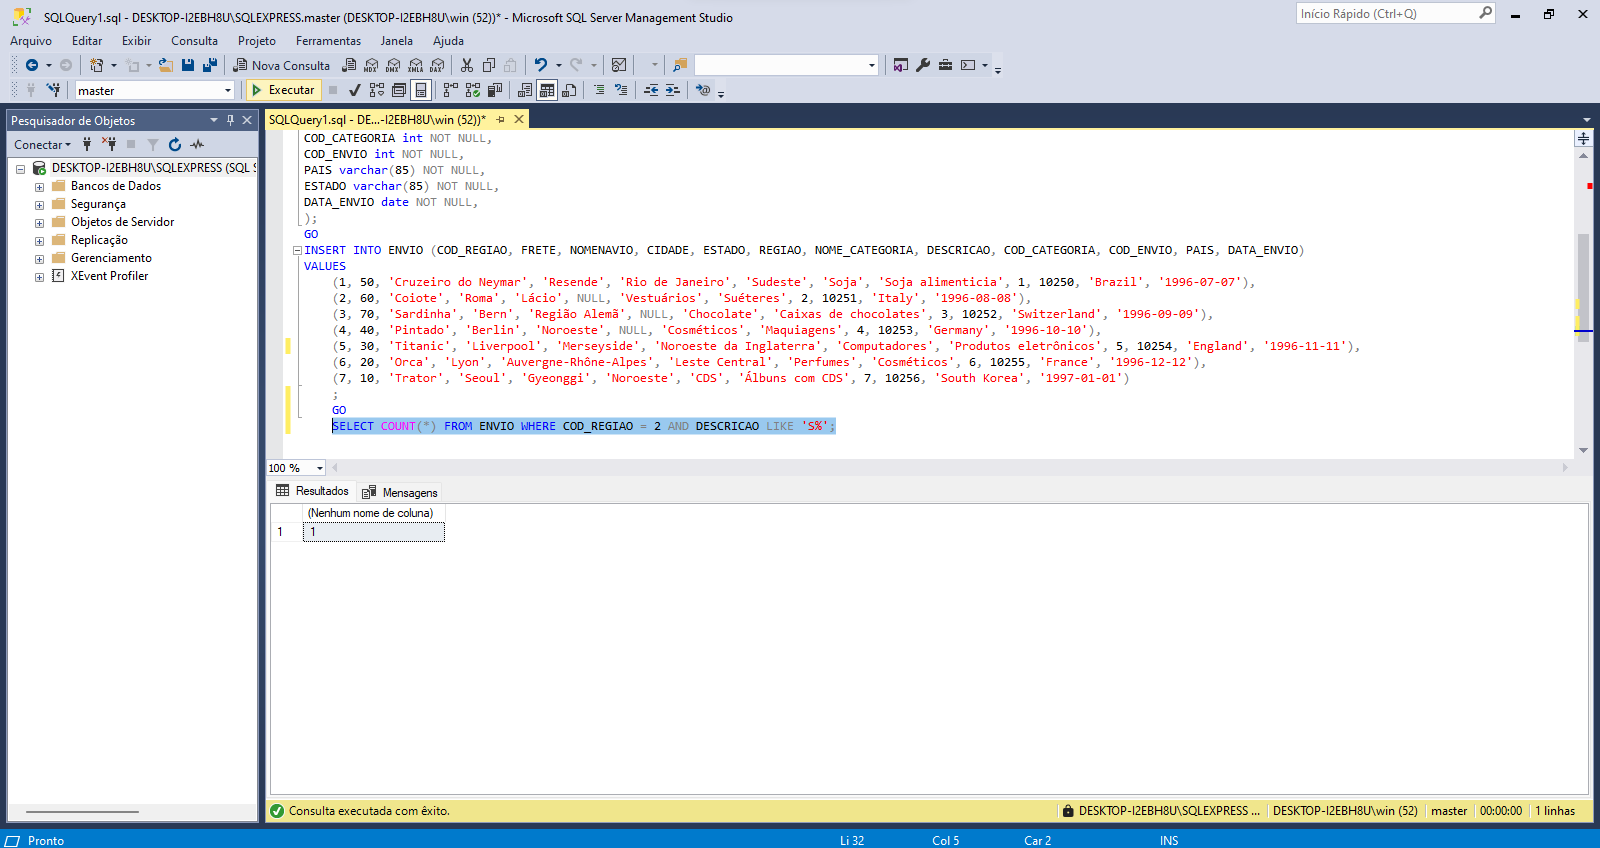 SQLQuery1.sql - DESKTOP-I2EBH8U\SQLEXPRESS.master (DESKTOP-I2EBH8U\win (52))* - Microsoft SQL Server Management Studio
Início Rápido (Ctrl+Q)
Arquivo Editar Exibir Consulta Projeto Ferramentas Janela Ajuda
Nova Consulta MDX DMX XMLA DAX
master Executar
Pesquisador de Objetos
SQLQuery1.sql - DE...-I2EBH8U\win (52))*
Conectar
DESKTOP-I2EBH8U\SQLEXPRESS (SQL S
Bancos de Dados
Segurança
Objetos de Servidor
Replicação
Gerenciamento
XEvent Profiler
COD_CATEGORIA int NOT NULL,
COD_ENVIO int NOT NULL,
PAIS varchar(85) NOT NULL,
ESTADO varchar(85) NOT NULL,
DATA_ENVIO date NOT NULL,
);
GO
INSERT INTO ENVIO (COD_REGIAO, FRETE, NOMENAVIO, CIDADE, ESTADO, REGIAO, NOME_CATEGORIA, DESCRICAO, COD_CATEGORIA, COD_ENVIO, PAIS, DATA_ENVIO)
VALUES
(1, 50, 'Cruzeiro do Neymar', 'Resende', 'Rio de Janeiro', 'Sudeste', 'Soja', 'Soja alimenticia', 1, 10250, 'Brazil', '1996-07-07'),
(2, 60, 'Coiote', 'Roma', 'Lácio', NULL, 'Vestuários', 'Suéteres', 2, 10251, 'Italy', '1996-08-08'),
(3, 70, 'Sardinha', 'Bern', 'Região Alemã', NULL, 'Chocolate', 'Caixas de chocolates', 3, 10252, 'Switzerland', '1996-09-09'),
(4, 40, 'Pintado', 'Berlin', 'Noroeste', NULL, 'Cosméticos', 'Maquiagens', 4, 10253, 'Germany', '1996-10-10'),
(5, 30, 'Titanic', 'Liverpool', 'Merseyside', 'Noroeste da Inglaterra', 'Computadores', 'Produtos eletrônicos', 5, 10254, 'England', '1996-11-11'),
(6, 20, 'Orca', 'Lyon', 'Auvergne-Rhône-Alpes', 'Leste Central', 'Perfumes', 'Cosméticos', 6, 10255, 'France', '1996-12-12'),
(7, 10, 'Trator', 'Seoul', 'Gyeonggi', 'Noroeste', 'CDS', 'Álbuns com CDS', 7, 10256, 'South Korea', '1997-01-01')
;
GO
SELECT COUNT(*) FROM ENVIO WHERE COD_REGIAO = 2 AND DESCRICAO LIKE 'S%';
100 %
Resultados Mensagens
(Nenhum nome de coluna)
1 1
Consulta executada com êxito.
DESKTOP-I2EBH8U\SQLEXPRESS ... DESKTOP-I2EBH8U\win (52) master 00:00:00 1 linhas
Pronto Li 32 Col 5 Car 2 INS